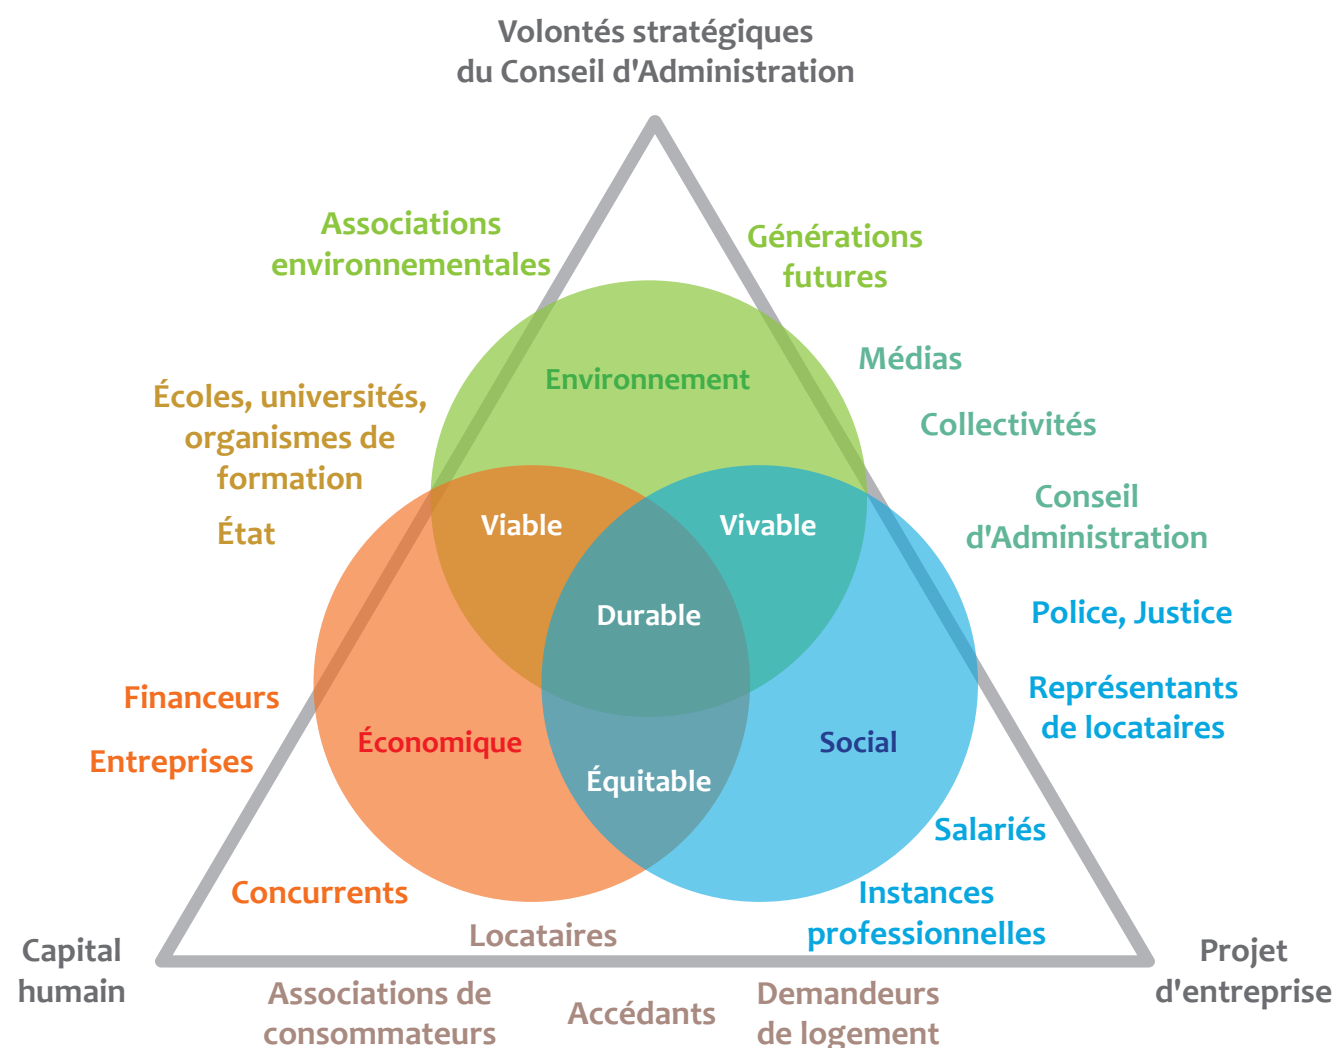 Volontés stratégiques
du Conseil d'Administration
Associations
environnementales
Générations
futures
Médias
Environnement
Écoles, universités,
organismes de
formation
Collectivités
État
Viable
Vivable
Conseil
d'Administration
Durable
Police, Justice
Financeurs
Représentants
de locataires
Entreprises
Économique
Social
Équitable
Salariés
Concurrents
Instances
professionnelles
Locataires
Capital
humain
Projet
d'entreprise
Associations de
consommateurs
Accédants
Demandeurs
de logement